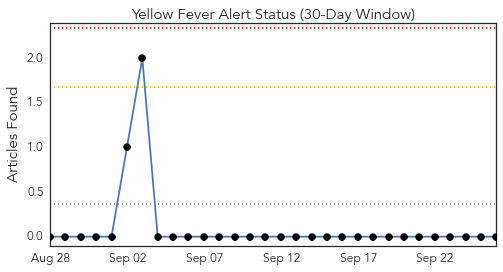 Yellow Fever Alert Status (30-Day Window)
Articles Found
2.0
1.5
1.0
0.5
0.0
Aug 28 Sep 02 Sep 07 Sep 12 Sep 17 Sep 22